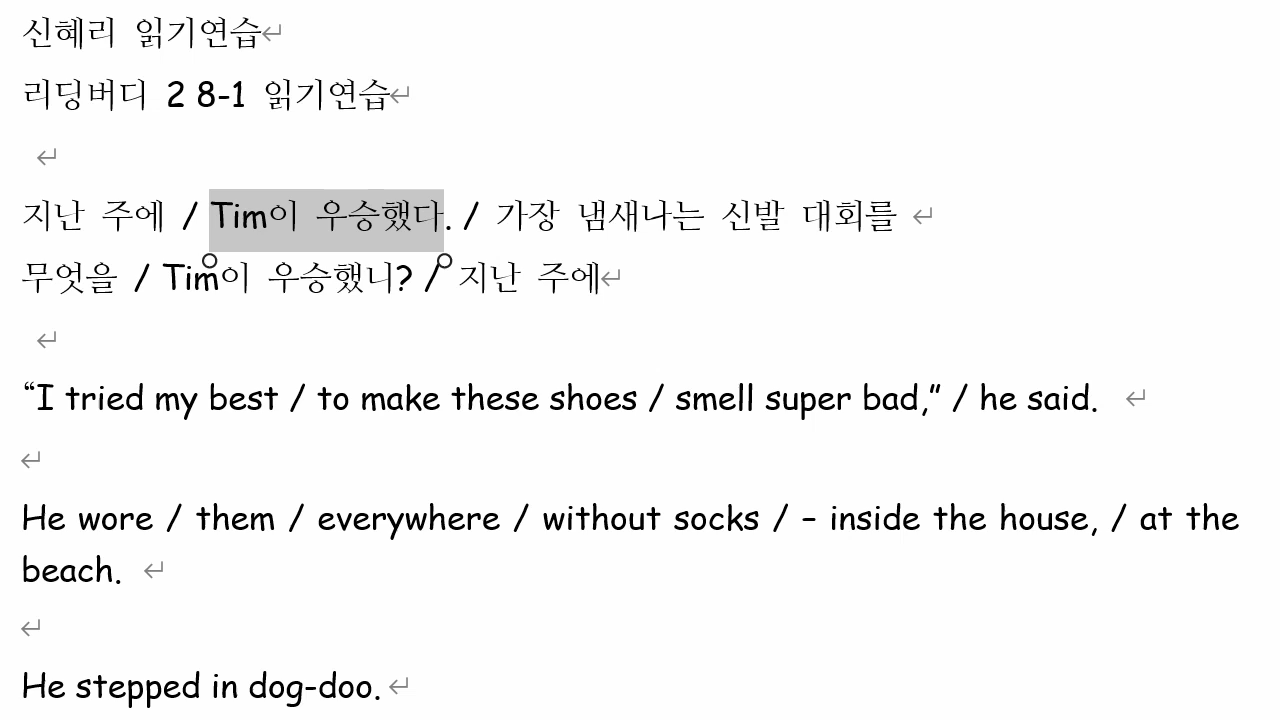 신혜리 읽기연습
리딩버디 2 8-1 읽기연습
지난 주에 / Tim이 우승했다. / 가장 냄새나는 신발 대회를
무엇을 / Tim이 우승했니? / 지난 주에
“I tried my best / to make these shoes / smell super bad,” / he said.
He wore / them / everywhere / without socks / – inside the house, / at the
beach.
He stepped in dog-doo.